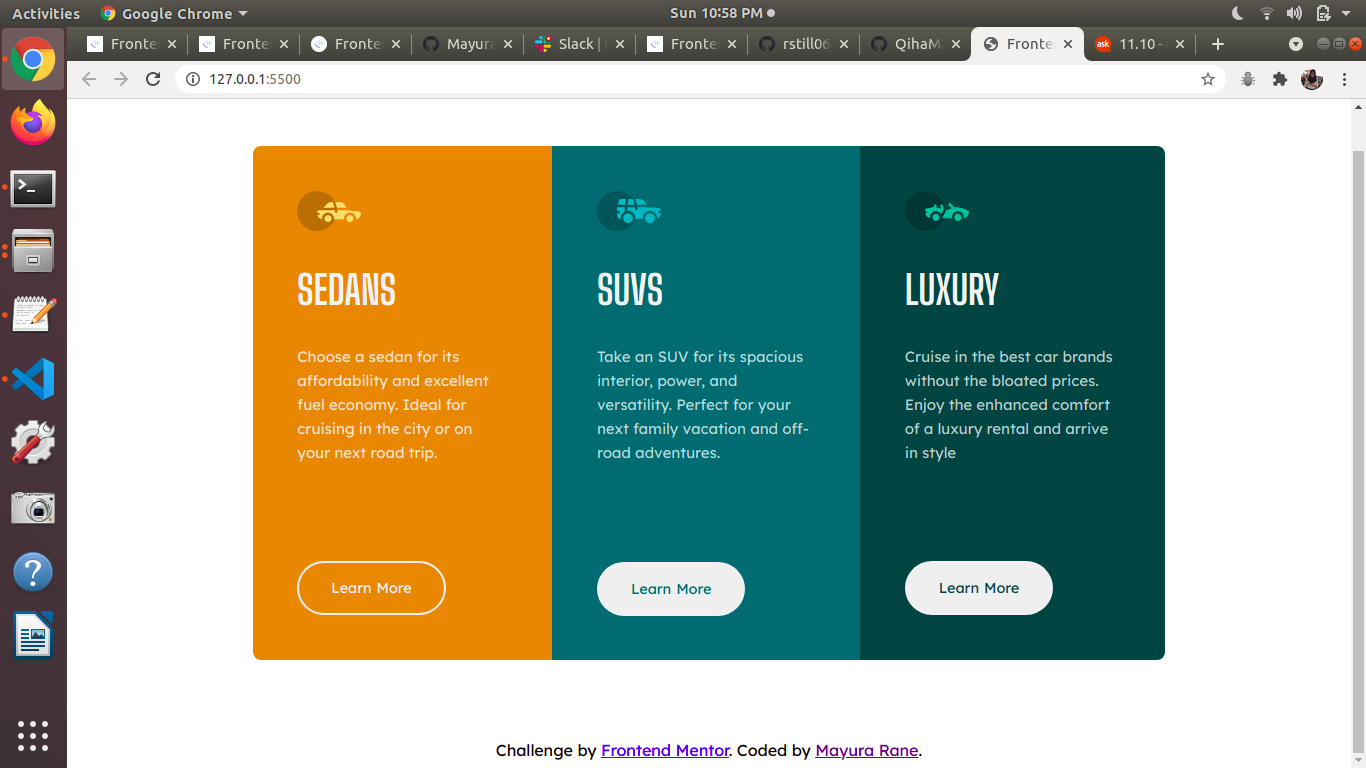 Activities Google Chrome Sun 10:58 PM
Fronte Fronte Fronte Mayura Slack | Fronte rstill06 QihaM Fronte ask 11.10 -
127.0.0.1:5500
SEDANS
Choose a sedan for its
affordability and excellent
fuel economy. Ideal for
cruising in the city or on
your next road trip.
Learn More
SUVS
Take an SUV for its spacious
interior, power, and
versatility. Perfect for your
next family vacation and off-
road adventures.
Learn More
LUXURY
Cruise in the best car brands
without the bloated prices.
Enjoy the enhanced comfort
of a luxury rental and arrive
in style
Learn More
Challenge by Frontend Mentor. Coded by Mayura Rane.